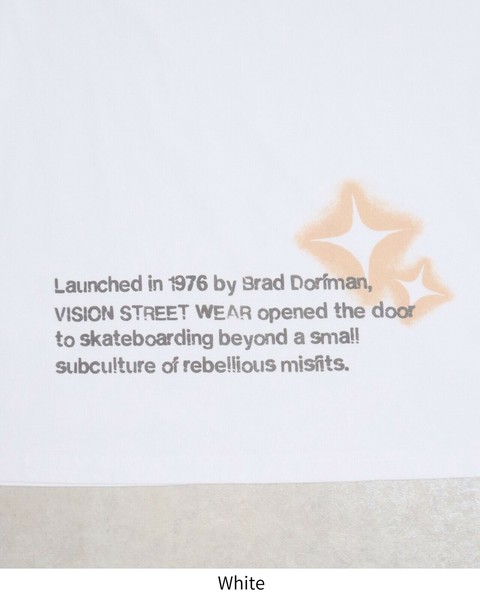 Launched in 1976 by Brad Dorfman,
VISION STREET WEAR opened the door
to skateboarding beyond a small
subculture of rebellious misfits.
White